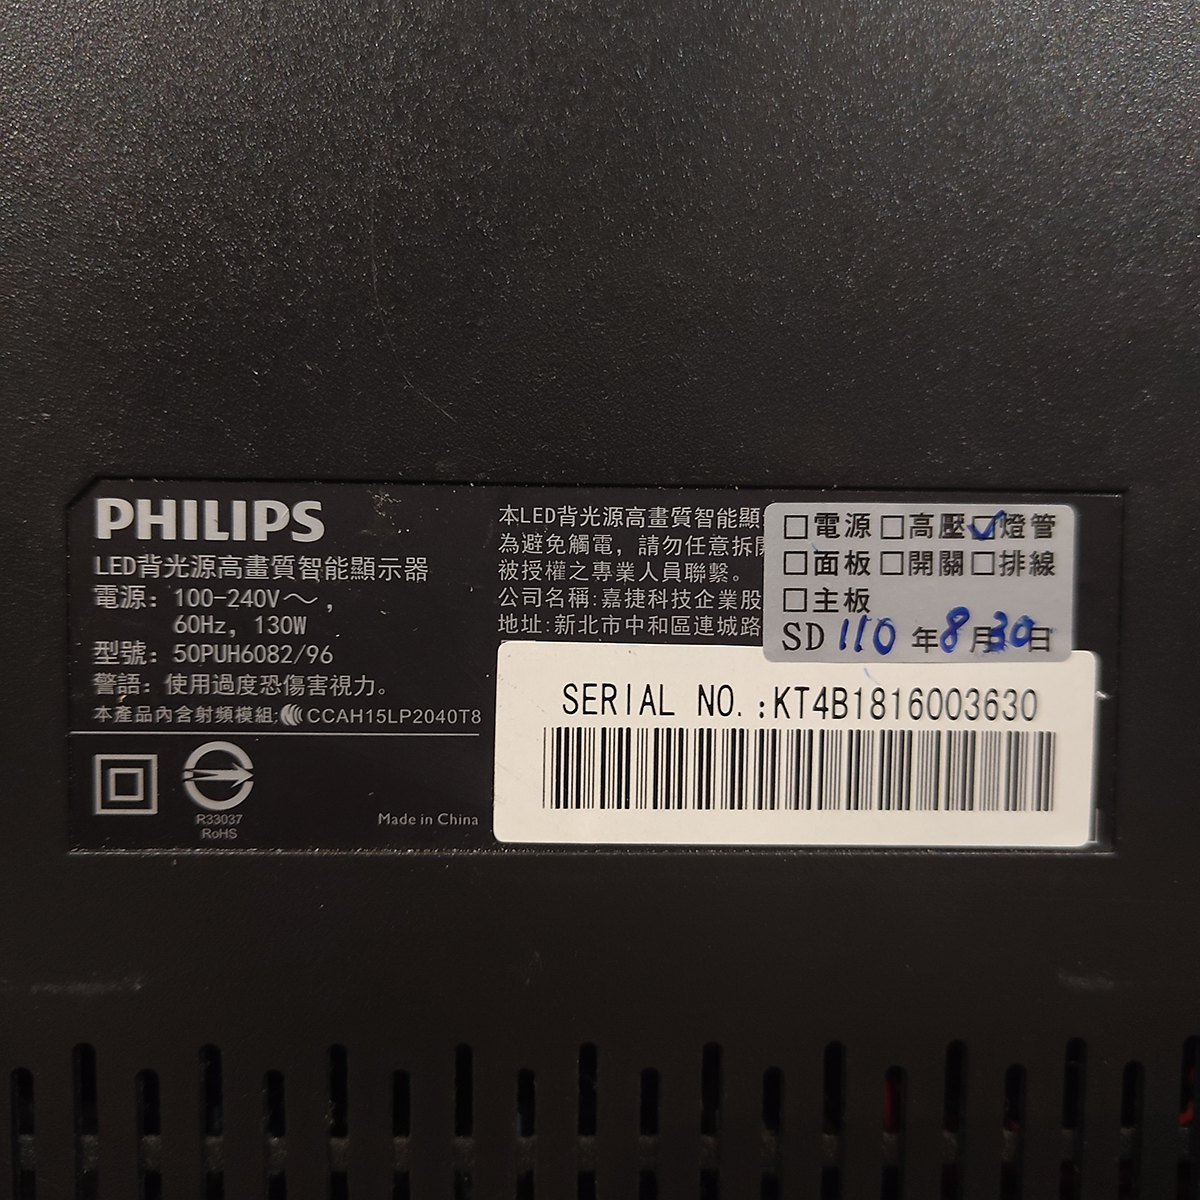 PHILIPS
LED背光源高畫質智能顯示器
電源：100-240V～，
60Hz，130W
型號：50PUH6082/96
警語：使用過度恐傷害視力。
本產品內含射頻模組:CCAH15LP2040T8
R33037
RoHS
Made in China
本LED背光源高畫質智能顯
為避免觸電，請勿任意拆
被授權之專業人員聯繫。
公司名稱:嘉捷科技企業股
地址:新北市中和區連城路
□電源□高壓☑燈管
□面板□開關□排線
□主板
SD 110年8月30日
SERIAL NO.:KT4B1816003630